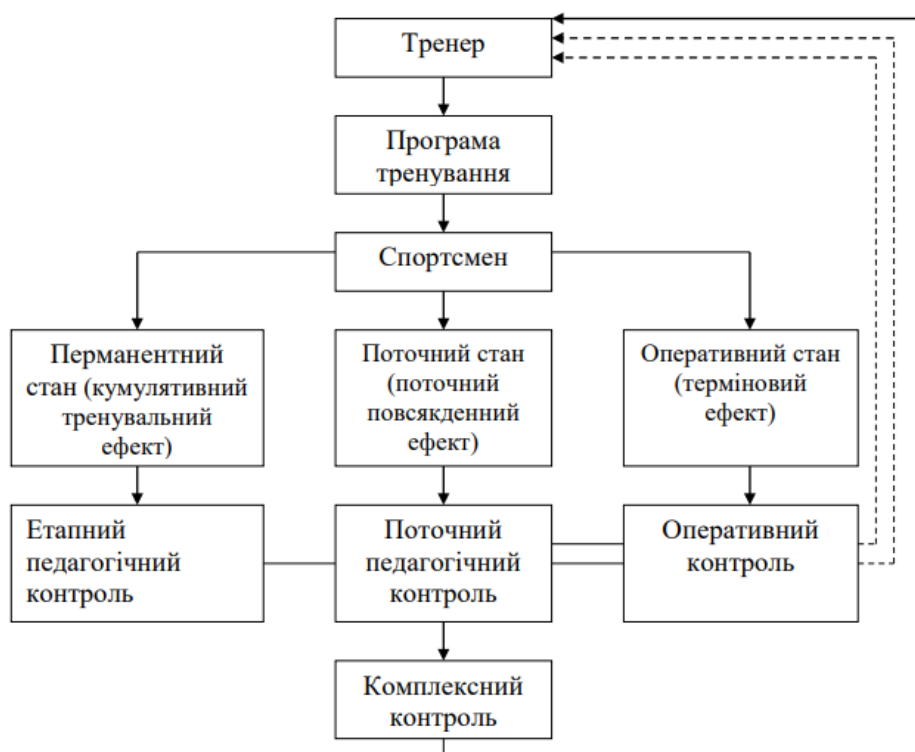 Тренер
Програма
тренування
Спортсмен
Перманентний
стан (кумулятивний
тренувальний
ефект)
Поточний стан
(поточний
повсякденний
ефект)
Оперативний стан
(терміновий
ефект)
Етапний
педагогічний
контроль
Поточний
педагогічний
контроль
Оперативний
контроль
Комплексний
контроль